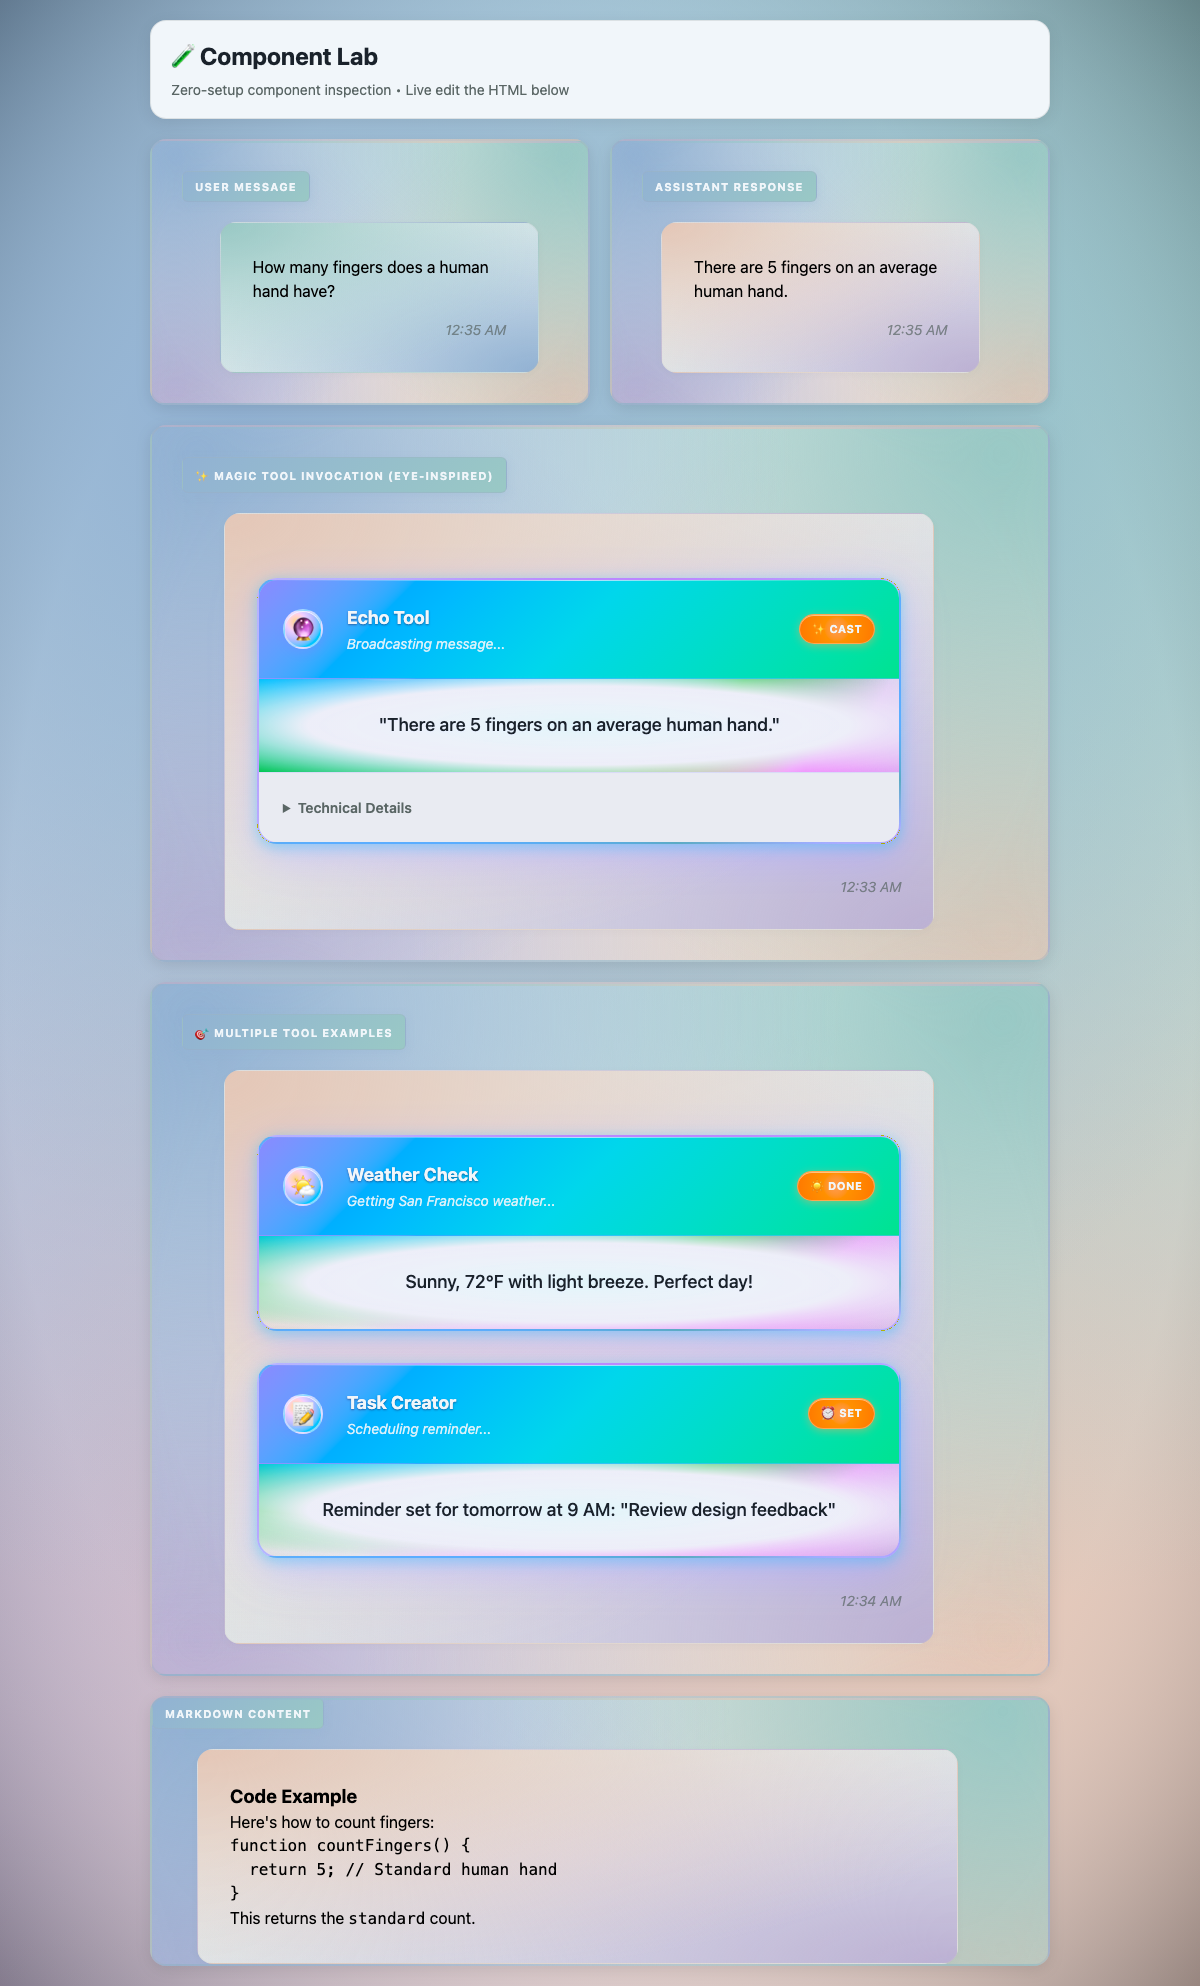 Component Lab
Zero-setup component inspection • Live edit the HTML below
USER MESSAGE
How many fingers does a human
hand have?
12:35 AM
ASSISTANT RESPONSE
There are 5 fingers on an average
human hand.
12:35 AM
MAGIC TOOL INVOCATION (EYE-INSPIRED)
Echo Tool
Broadcasting message...
CAST
"There are 5 fingers on an average human hand."
Technical Details
12:33 AM
MULTIPLE TOOL EXAMPLES
Weather Check
Getting San Francisco weather...
DONE
Sunny, 72°F with light breeze. Perfect day!
Task Creator
Scheduling reminder...
SET
Reminder set for tomorrow at 9 AM: "Review design feedback"
12:34 AM
MARKDOWN CONTENT
Code Example
Here's how to count fingers:
function countFingers() {
  return 5; // Standard human hand
}
This returns the standard count.